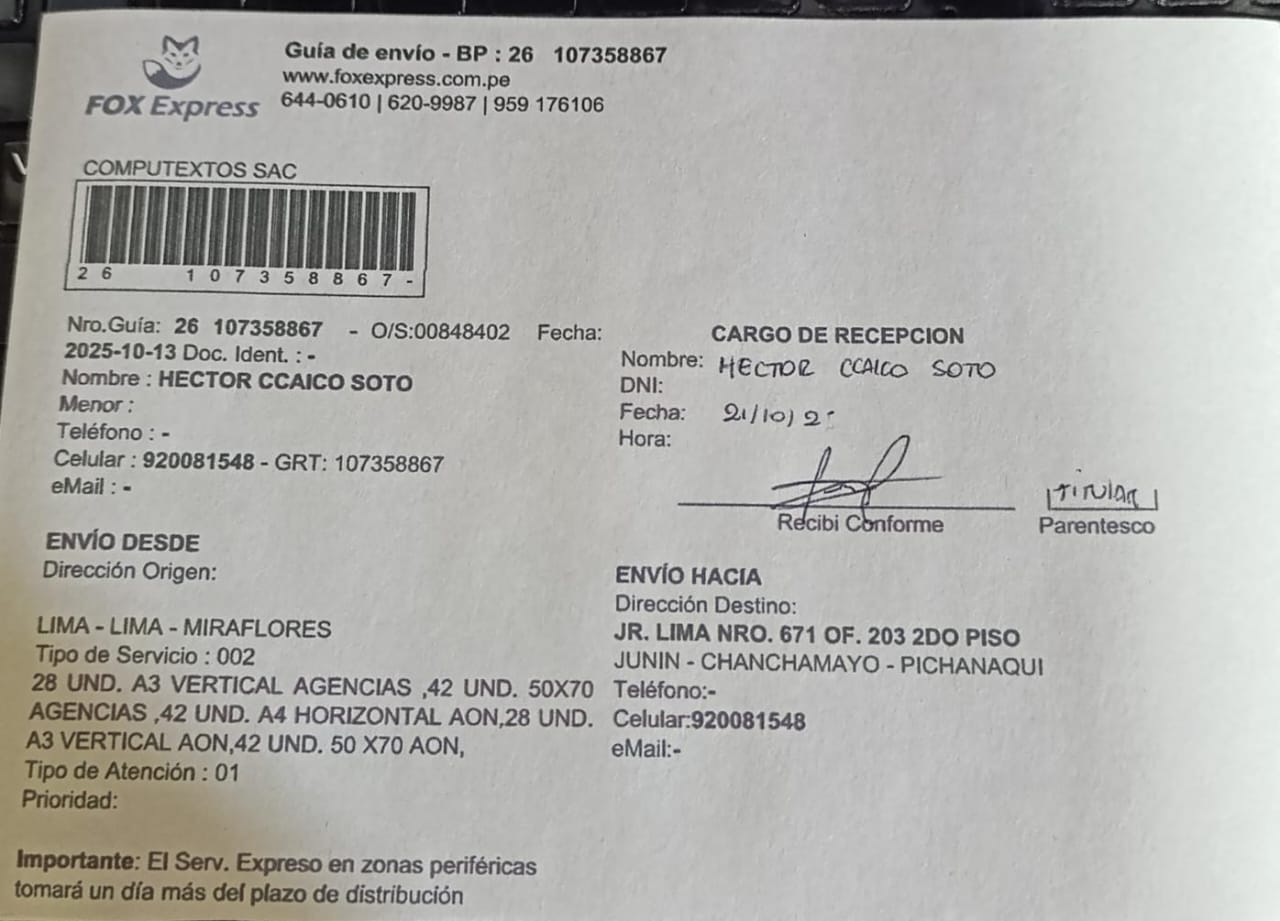 FOX Express
Guía de envío - BP : 26 107358867
www.foxexpress.com.pe
644-0610 | 620-9987 | 959 176106
COMPUTEXTOS SAC
26 107358867-
Nro.Guía: 26 107358867 - O/S:00848402 Fecha:
2025-10-13 Doc. Ident. : -
Nombre : HECTOR CCAICO SOTO
Menor :
Teléfono : -
Celular : 920081548 - GRT: 107358867
eMail : -
CARGO DE RECEPCION
Nombre: HECTOR CCAICO SOTO
DNI:
Fecha: 21/10/2
Hora:
Recibi Conforme
TITULAR
Parentesco
ENVÍO DESDE
Dirección Origen:
LIMA - LIMA - MIRAFLORES
Tipo de Servicio : 002
28 UND. A3 VERTICAL AGENCIAS ,42 UND. 50X70
AGENCIAS ,42 UND. A4 HORIZONTAL AON,28 UND.
A3 VERTICAL AON,42 UND. 50 X70 AON,
Tipo de Atención : 01
Prioridad:
ENVÍO HACIA
Dirección Destino:
JR. LIMA NRO. 671 OF. 203 2DO PISO
JUNIN - CHANCHAMAYO - PICHANAQUI
Teléfono:-
Celular:920081548
eMail:-
Importante: El Serv. Expreso en zonas periféricas
tomará un día más del plazo de distribución